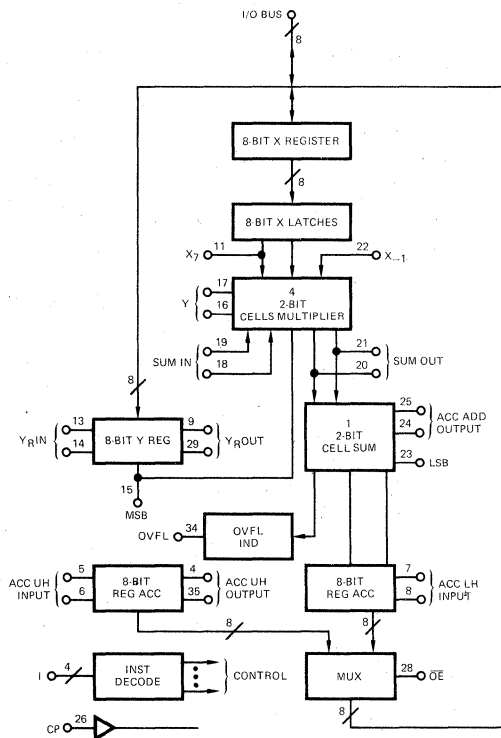 I/O BUS
8
8-BIT X REGISTER
8
8-BIT X LATCHES
X7 11
22 X−1
Y 17
16
4
2-BIT
CELLS MULTIPLIER
SUM IN 19
18
21
20 SUM OUT
8
YR IN 13
14
8-BIT Y REG
9
29 YR OUT
15
MSB
1
2-BIT
CELL SUM
25
24
ACC ADD
OUTPUT
23 LSB
OVFL 34
OVFL
IND
ACC UH
INPUT
5
6
8-BIT
REG ACC
4
35
ACC UH
OUTPUT
8-BIT
REG ACC
7
8
ACC LH
INPUT
8
8
I 4
INST
DECODE
CONTROL
MUX
28 OE
8
CP 26